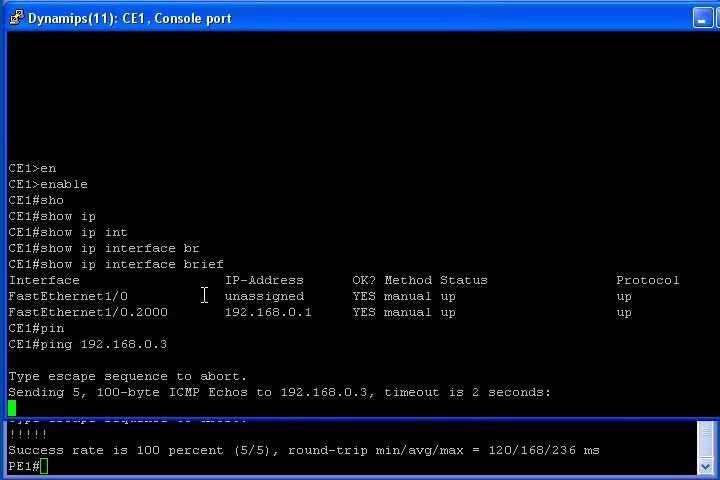 Dynamips(11): CE1, Console port
CE1>en
CE1>enable
CE1#sho
CE1#show ip
CE1#show ip int
CE1#show ip interface br
CE1#show ip interface brief
Interface IP-Address OK? Method Status Protocol
FastEthernet1/0 unassigned YES manual up up
FastEthernet1/0.2000 192.168.0.1 YES manual up up
CE1#pin
CE1#ping 192.168.0.3
Type escape sequence to abort.
Sending 5, 100-byte ICMP Echos to 192.168.0.3, timeout is 2 seconds:
!!!!!
Success rate is 100 percent (5/5), round-trip min/avg/max = 120/168/236 ms
PE1#